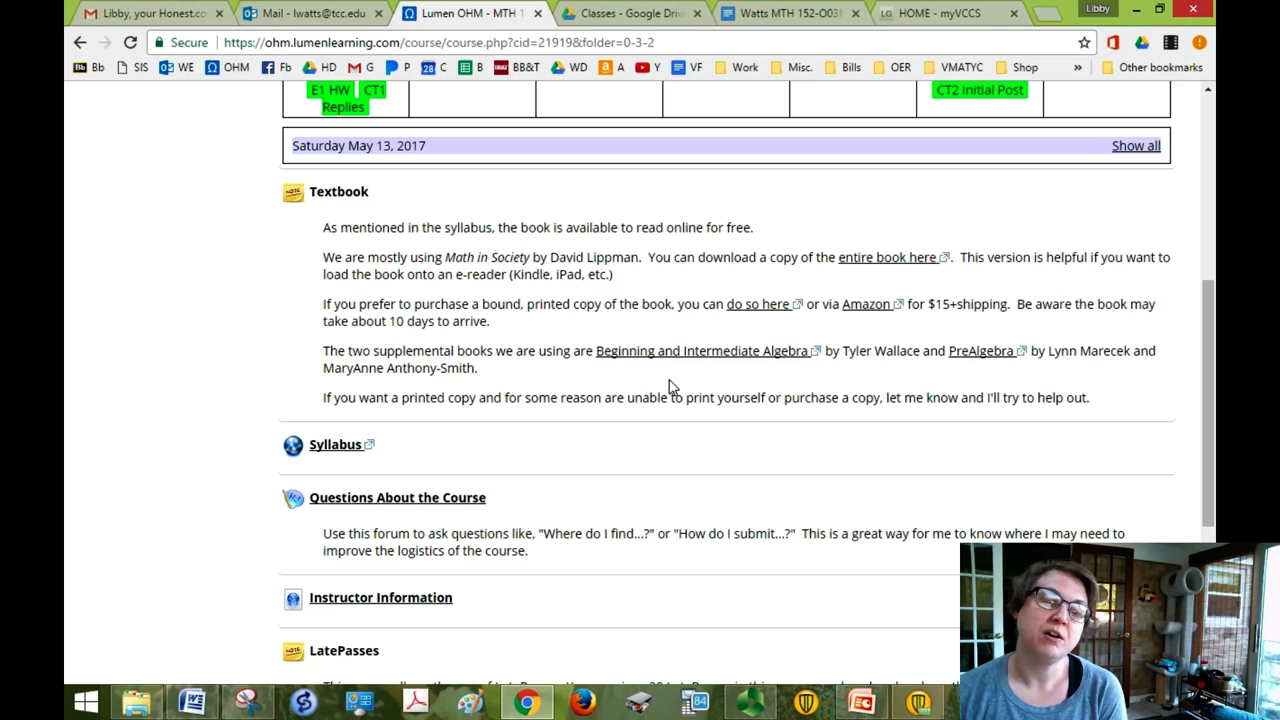 Libby, your Honest.co
Mail - lwatts@tcc.edu
Lumen OHM - MTH 1
Classes - Google Driv
Watts MTH 152-O03
HOME - myVCCS
Libby
Secure
https://ohm.lumenlearning.com/course/course.php?cid=21919&folder=0-3-2
Bb SIS WE OHM Fb HD G P C B BB&T WD A Y VF Work Misc. Bills OER VMATYC Shop » Other bookmarks
E1 HW CT1 CT2 Initial Post
Replies
Saturday May 13, 2017 Show all
Textbook
As mentioned in the syllabus, the book is available to read online for free.
We are mostly using Math in Society by David Lippman. You can download a copy of the entire book here . This version is helpful if you want to
load the book onto an e-reader (Kindle, iPad, etc.)
If you prefer to purchase a bound, printed copy of the book, you can do so here or via Amazon for $15+shipping. Be aware the book may
take about 10 days to arrive.
The two supplemental books we are using are Beginning and Intermediate Algebra by Tyler Wallace and PreAlgebra by Lynn Marecek and
MaryAnne Anthony-Smith.
If you want a printed copy and for some reason are unable to print yourself or purchase a copy, let me know and I'll try to help out.
Syllabus
Questions About the Course
Use this forum to ask questions like, "Where do I find...?" or "How do I submit...?" This is a great way for me to know where I may need to
improve the logistics of the course.
Instructor Information
LatePasses